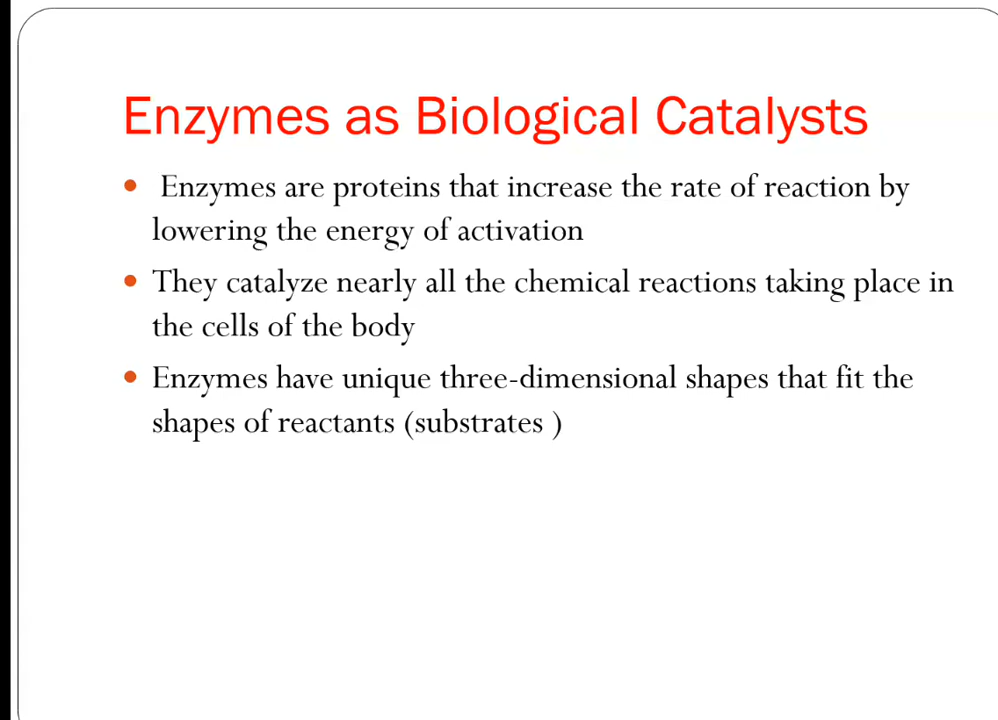 Enzymes as Biological Catalysts
• Enzymes are proteins that increase the rate of reaction by
lowering the energy of activation
• They catalyze nearly all the chemical reactions taking place in
the cells of the body
• Enzymes have unique three-dimensional shapes that fit the
shapes of reactants (substrates )